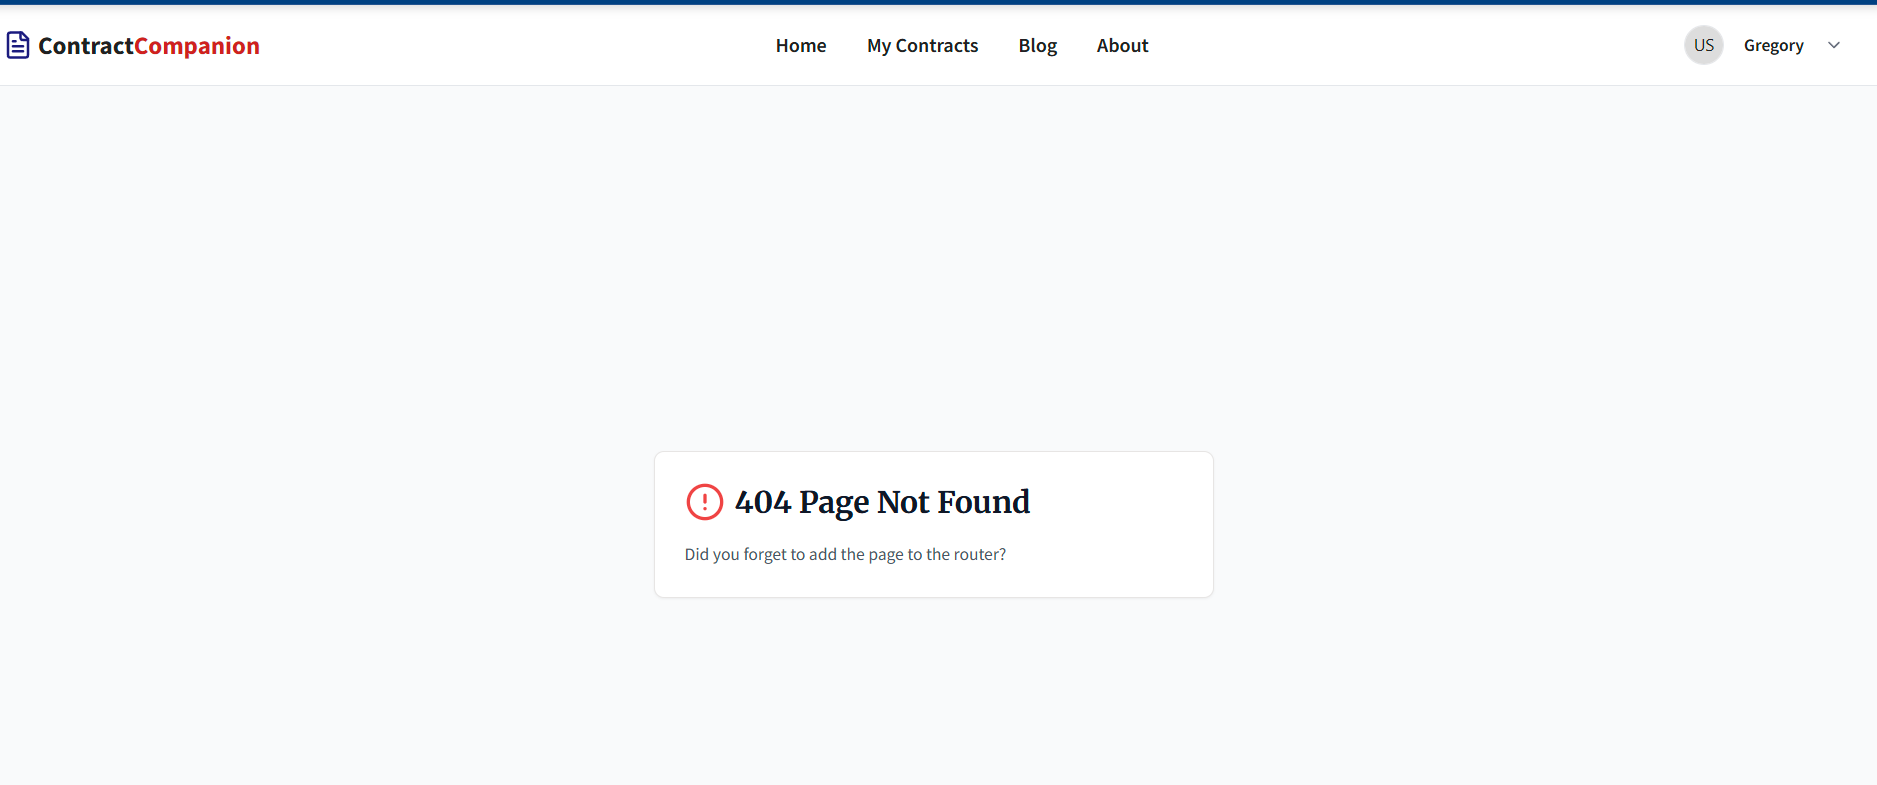 ContractCompanion
Home
My Contracts
Blog
About
US
Gregory
404 Page Not Found
Did you forget to add the page to the router?